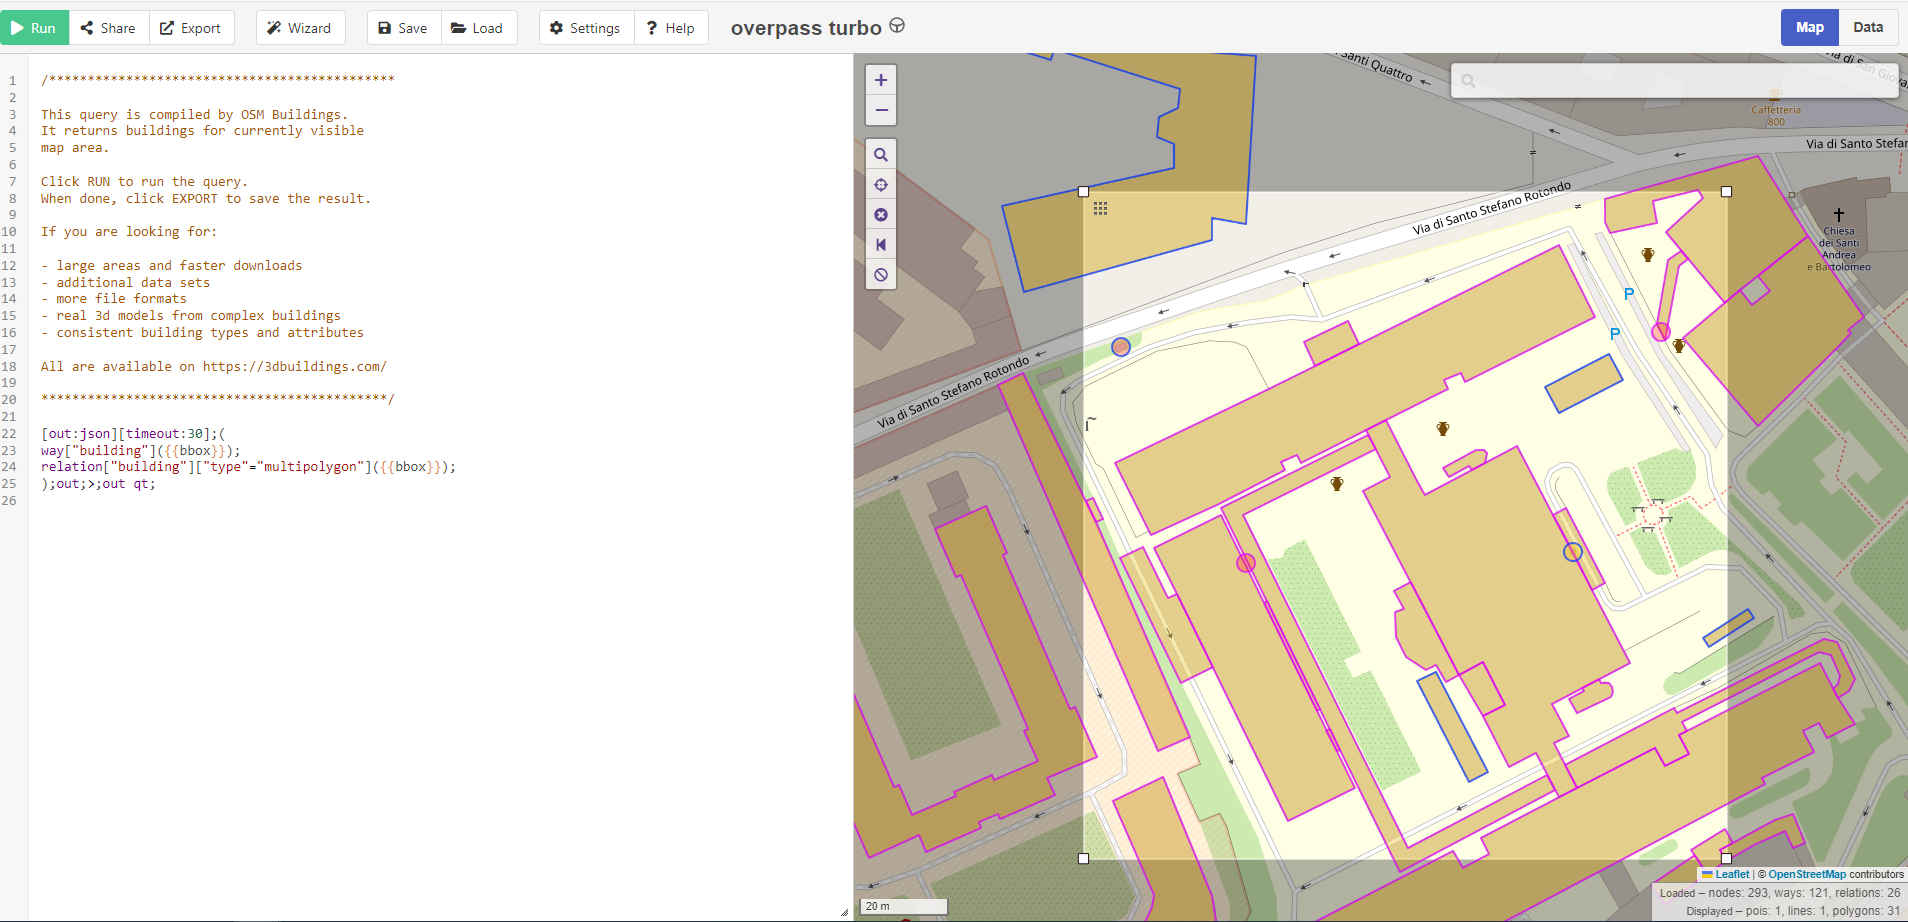 Run
Share
Export
Wizard
Save
Load
Settings
? Help
overpass turbo
Map
Data
1 /*********************************************
2
3 This query is compiled by OSM Buildings.
4 It returns buildings for currently visible
5 map area.
6
7 Click RUN to run the query.
8 When done, click EXPORT to save the result.
9
10 If you are looking for:
11
12 - large areas and faster downloads
13 - additional data sets
14 - more file formats
15 - real 3d models from complex buildings
16 - consistent building types and attributes
17
18 All are available on https://3dbuildings.com/
19
20 *********************************************/
21
22 [out:json][timeout:30];(
23 way["building"]({{bbox}});
24 relation["building"]["type"="multipolygon"]({{bbox}});
25 );out;>;out qt;
26
+
−
Santi Quattro
Caffetteria
800
Via di Santo Stefan
Via di Santo Stefano Rotondo
Chiesa
dei Santi
Andrea
e Bartolomeo
P
P
Via di Santo Stefano Rotondo
20 m
Leaflet | © OpenStreetMap contributors
Loaded – nodes: 293, ways: 121, relations: 26
Displayed – pois: 1, lines: 1, polygons: 31